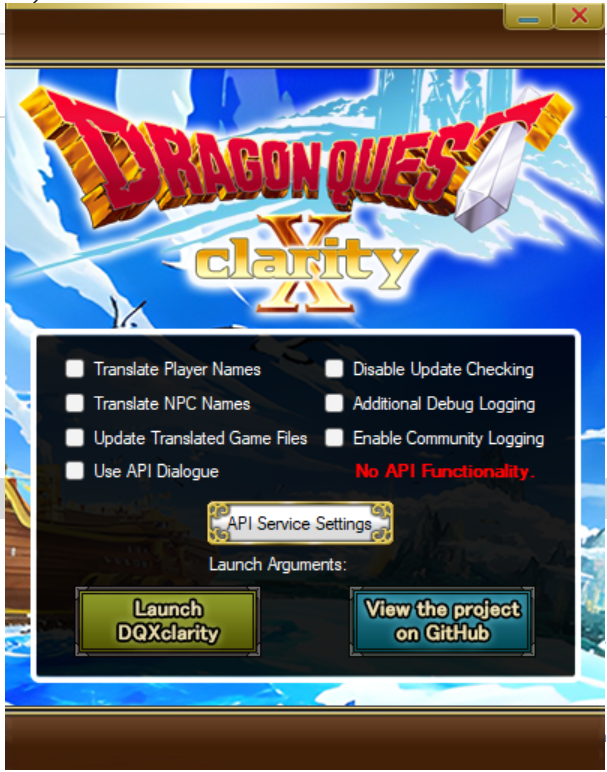 DRAGON QUEST
X
clarity
Translate Player Names
Disable Update Checking
Translate NPC Names
Additional Debug Logging
Update Translated Game Files
Enable Community Logging
Use API Dialogue
No API Functionality.
API Service Settings
Launch Arguments:
Launch
DQXclarity
View the project
on GitHub